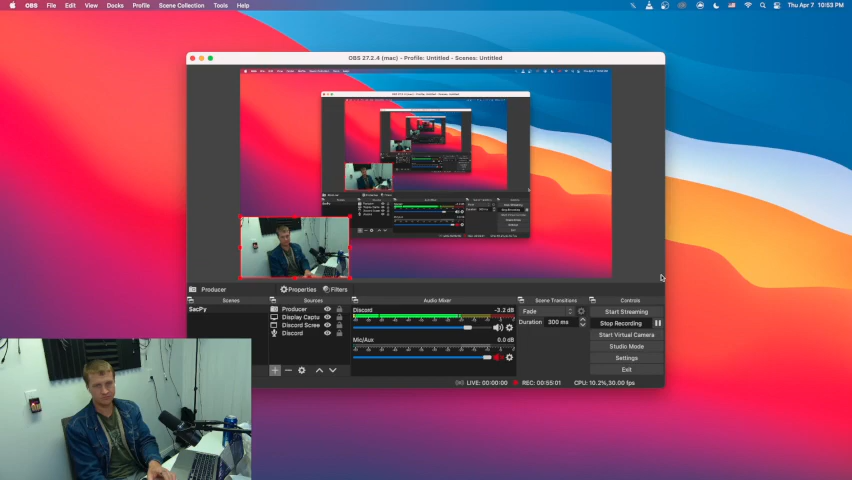 OBS File Edit View Docks Profile Scene Collection Tools Help Thu Apr 7 10:53 PM
OBS 27.2.4 (mac) - Profile: Untitled - Scenes: Untitled
Producer Properties Filters
Scenes Sources Audio Mixer Scene Transitions Controls
SacPy
Producer
Display Captu
Discord Scree
Discord
Discord -3.2 dB
Mic/Aux 0.0 dB
Fade
Duration 300 ms
Start Streaming
Stop Recording
Start Virtual Camera
Studio Mode
Settings
Exit
LIVE: 00:00:00 REC: 00:55:01 CPU: 10.2%, 30.00 fps